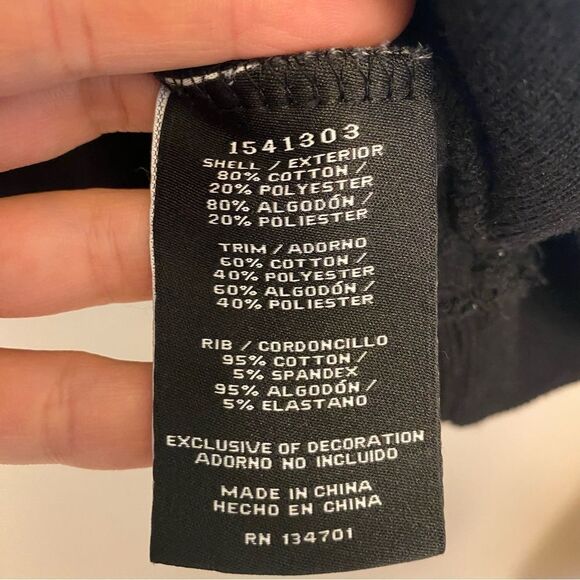 1541303
SHELL / EXTERIOR
80% COTTON /
20% POLYESTER
80% ALGODÓN /
20% POLIESTER
TRIM / ADORNO
60% COTTON /
40% POLYESTER
60% ALGODÓN /
40% POLIESTER
RIB / CORDONCILLO
95% COTTON /
5% SPANDEX
95% ALGODÓN /
5% ELASTANO
EXCLUSIVE OF DECORATION
ADORNO NO INCLUIDO
MADE IN CHINA
HECHO EN CHINA
RN 134701